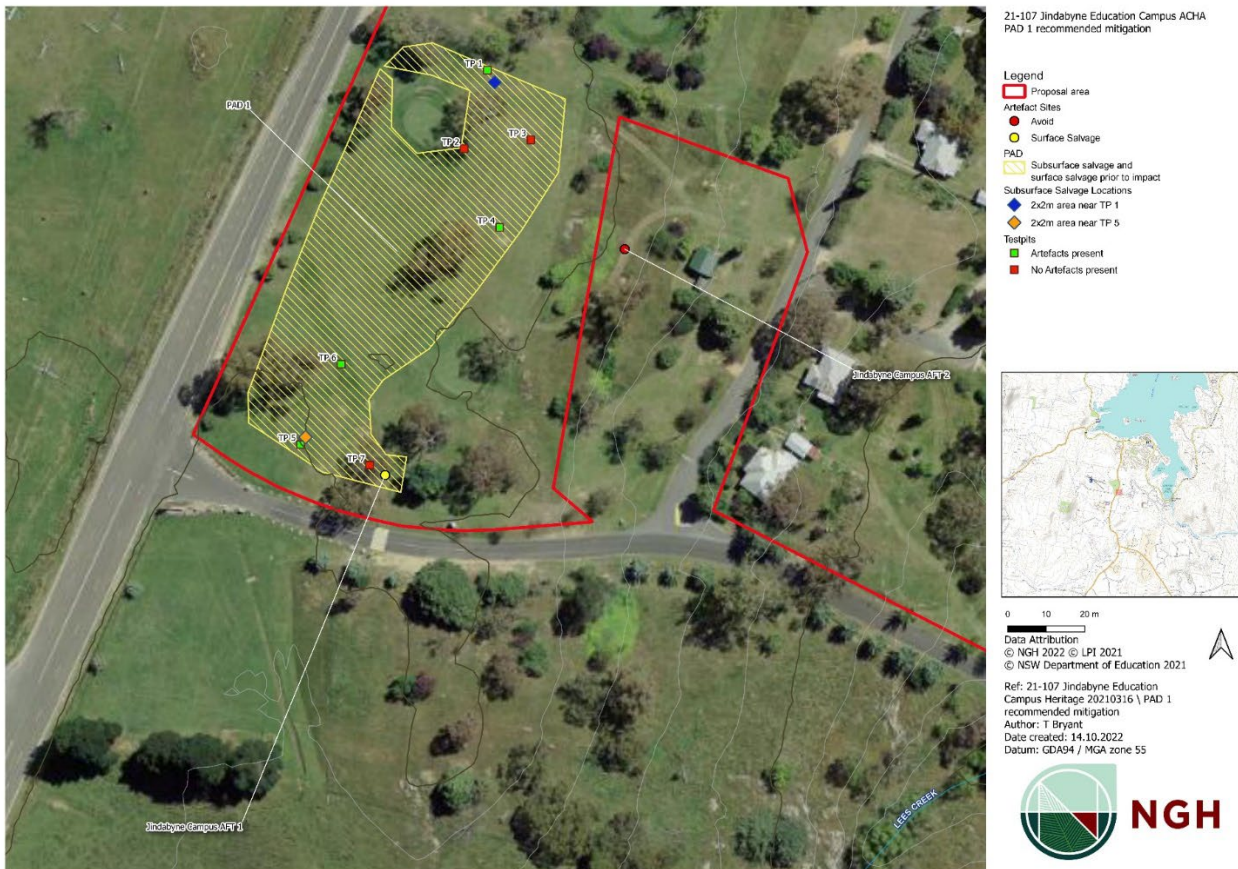 21-107 Jindabyne Education Campus ACHA
PAD 1 recommended mitigation
Legend
Proposal area
Artefact Sites
Avoid
Surface Salvage
PAD
Subsurface salvage and
surface salvage prior to impact
Subsurface Salvage Locations
2x2m area near TP 1
2x2m area near TP 5
Testpits
Artefacts present
No Artefacts present
PAD 1
TP 1
TP 2
TP 3
TP 4
TP 6
TP 5
TP 7
Jindabyne Campus AFT 2
Jindabyne Campus AFT 1
LEES CREEK
0 10 20 m
Data Attribution
© NGH 2022 © LPI 2021
© NSW Department of Education 2021
Ref: 21-107 Jindabyne Education
Campus Heritage 20210316 \ PAD 1
recommended mitigation
Author: T Bryant
Date created: 14.10.2022
Datum: GDA94 / MGA zone 55
NGH